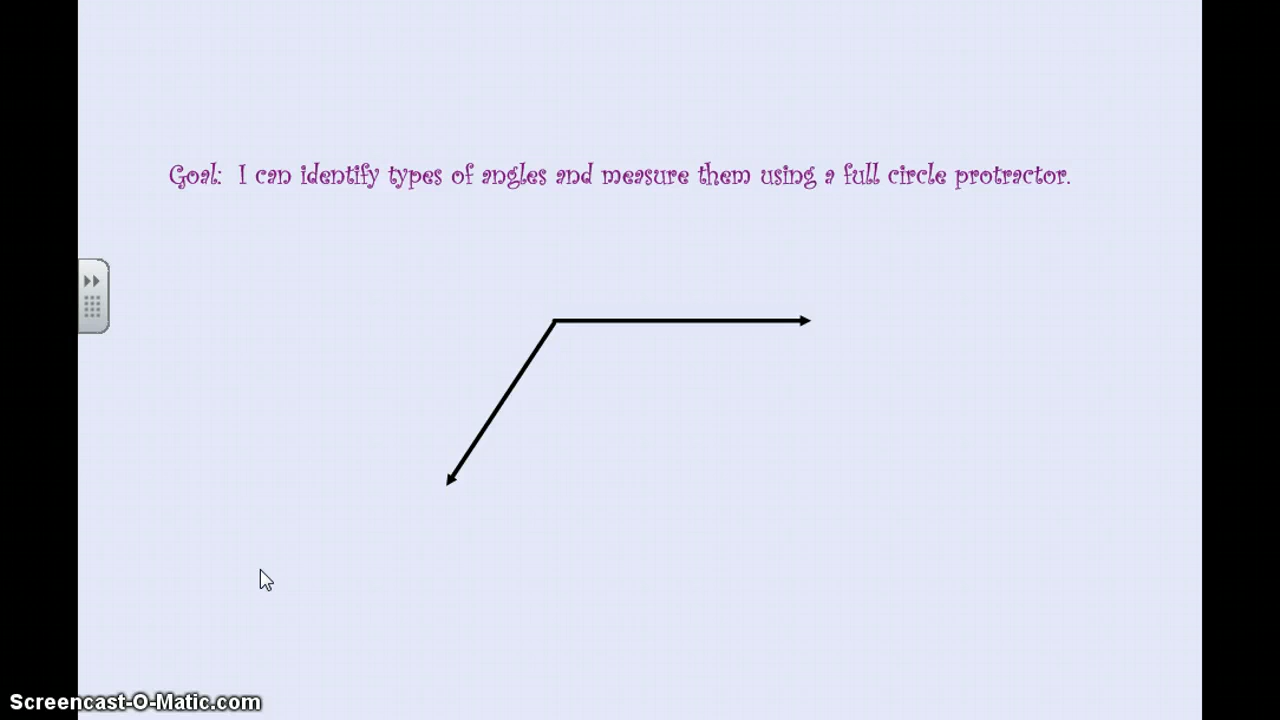 Goal:  I can identify types of angles and measure them using a full circle protractor.
Screencast-O-Matic.com